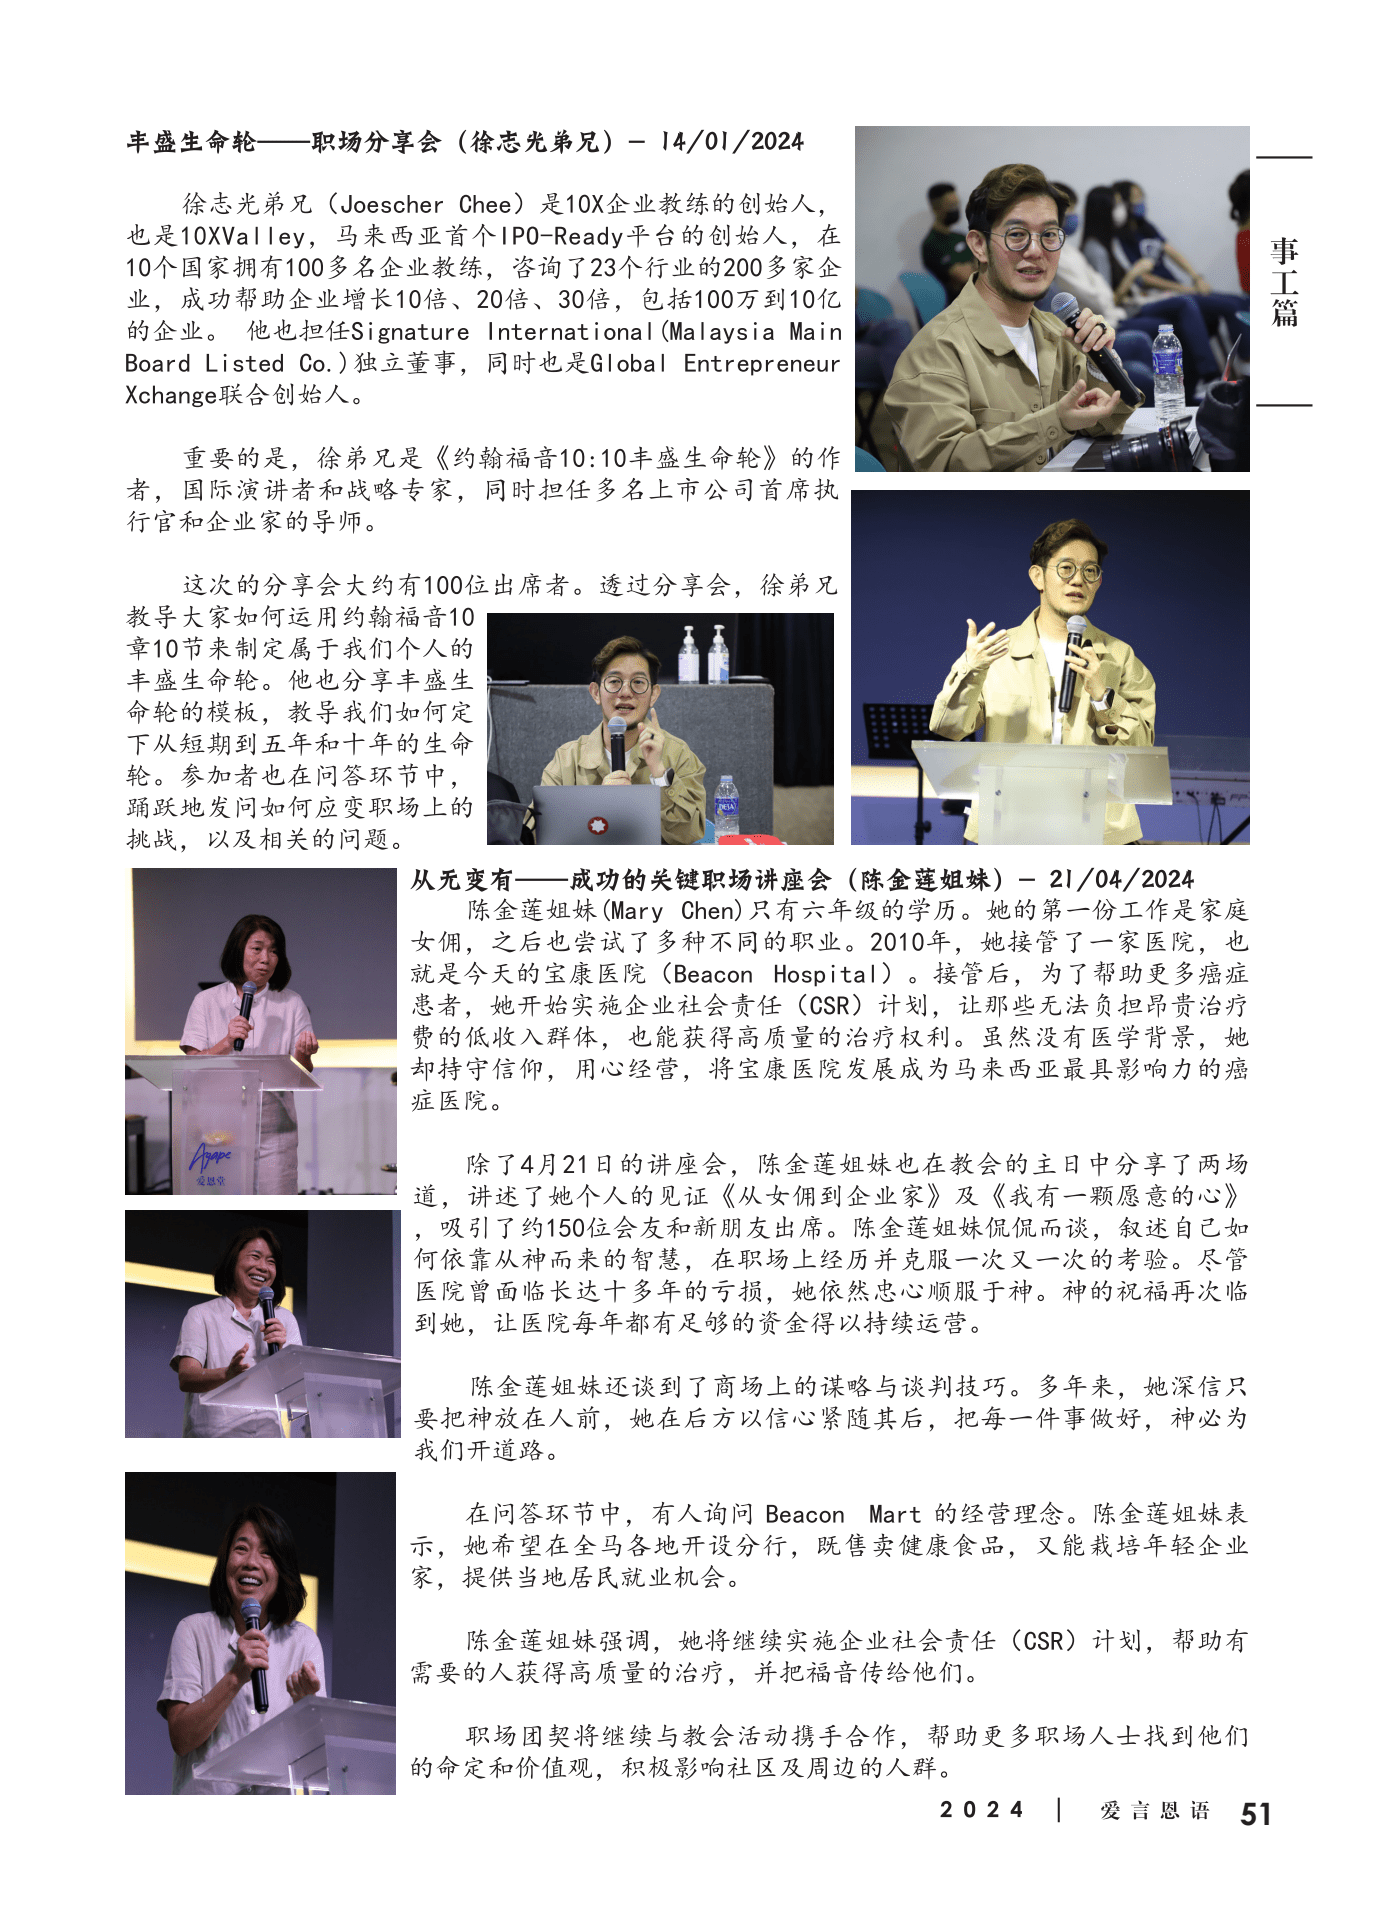 丰盛生命轮——职场分享会（徐志光弟兄）– 14/01/2024
徐志光弟兄（Joescher Chee）是10X企业教练的创始人，
也是10XValley，马来西亚首个IPO-Ready平台的创始人，在
10个国家拥有100多名企业教练，咨询了23个行业的200多家企
业，成功帮助企业增长10倍、20倍、30倍，包括100万到10亿
的企业。 他也担任Signature International(Malaysia Main
Board Listed Co.)独立董事，同时也是Global Entrepreneur
Xchange联合创始人。
重要的是，徐弟兄是《约翰福音10:10丰盛生命轮》的作
者，国际演讲者和战略专家，同时担任多名上市公司首席执
行官和企业家的导师。
这次的分享会大约有100位出席者。透过分享会，徐弟兄
教导大家如何运用约翰福音10
章10节来制定属于我们个人的
丰盛生命轮。他也分享丰盛生
命轮的模板，教导我们如何定
下从短期到五年和十年的生命
轮。参加者也在问答环节中，
踊跃地发问如何应变职场上的
挑战，以及相关的问题。
事工篇
从无变有——成功的关键职场讲座会（陈金莲姐妹）– 21/04/2024
陈金莲姐妹(Mary Chen)只有六年级的学历。她的第一份工作是家庭
女佣，之后也尝试了多种不同的职业。2010年，她接管了一家医院，也
就是今天的宝康医院（Beacon Hospital）。接管后，为了帮助更多癌症
患者，她开始实施企业社会责任（CSR）计划，让那些无法负担昂贵治疗
费的低收入群体，也能获得高质量的治疗权利。虽然没有医学背景，她
却持守信仰，用心经营，将宝康医院发展成为马来西亚最具影响力的癌
症医院。
除了4月21日的讲座会，陈金莲姐妹也在教会的主日中分享了两场
道，讲述了她个人的见证《从女佣到企业家》及《我有一颗愿意的心》
，吸引了约150位会友和新朋友出席。陈金莲姐妹侃侃而谈，叙述自己如
何依靠从神而来的智慧，在职场上经历并克服一次又一次的考验。尽管
医院曾面临长达十多年的亏损，她依然忠心顺服于神。神的祝福再次临
到她，让医院每年都有足够的资金得以持续运营。
陈金莲姐妹还谈到了商场上的谋略与谈判技巧。多年来，她深信只
要把神放在人前，她在后方以信心紧随其后，把每一件事做好，神必为
我们开道路。
在问答环节中，有人询问 Beacon Mart 的经营理念。陈金莲姐妹表
示，她希望在全马各地开设分行，既售卖健康食品，又能栽培年轻企业
家，提供当地居民就业机会。
陈金莲姐妹强调，她将继续实施企业社会责任（CSR）计划，帮助有
需要的人获得高质量的治疗，并把福音传给他们。
职场团契将继续与教会活动携手合作，帮助更多职场人士找到他们
的命定和价值观，积极影响社区及周边的人群。
Agape
爱恩堂
2024 | 爱言恩语 51